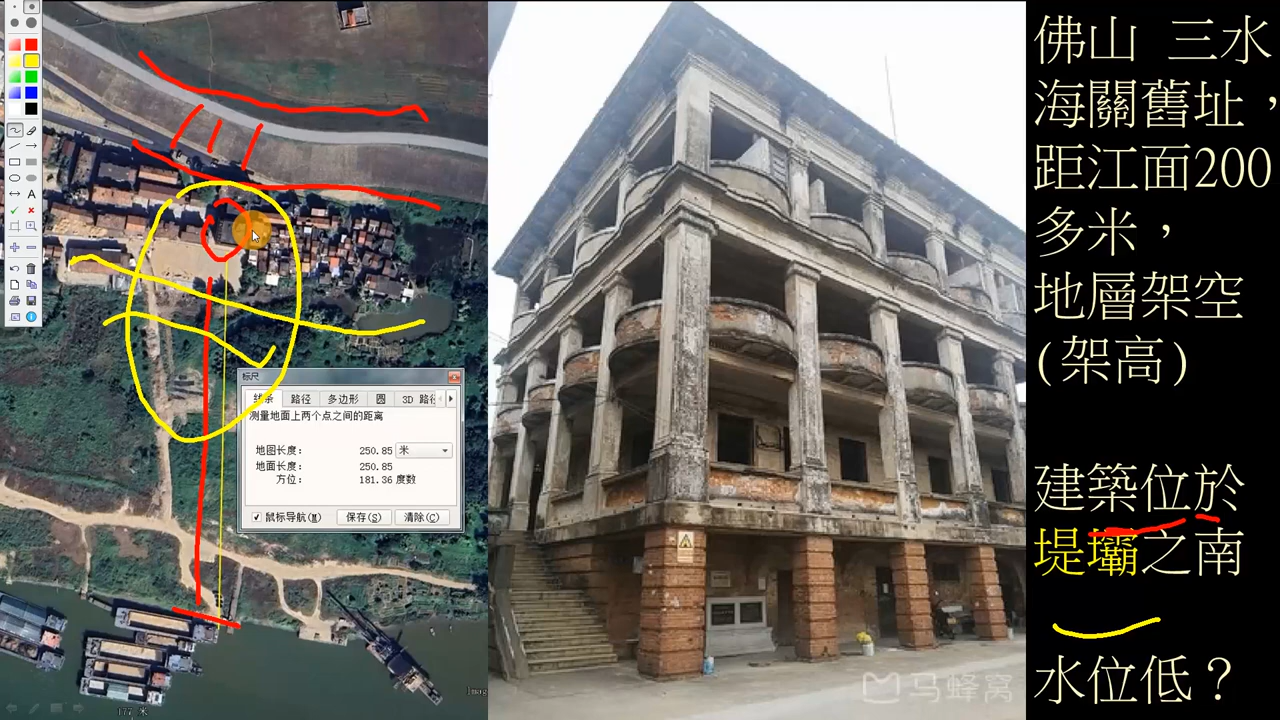 佛山 三水
海關舊址，
距江面200
多米，
地層架空
(架高)
建築位於
堤壩之南
水位低？
标尺
线条 路径 多边形 圆 3D 路径
测量地面上两个点之间的距离
地图长度： 250.85 米
地面长度： 250.85
方位： 181.36 度数
鼠标导航(M) 保存(S) 清除(C)
177 米
Imag
马蜂窝
A